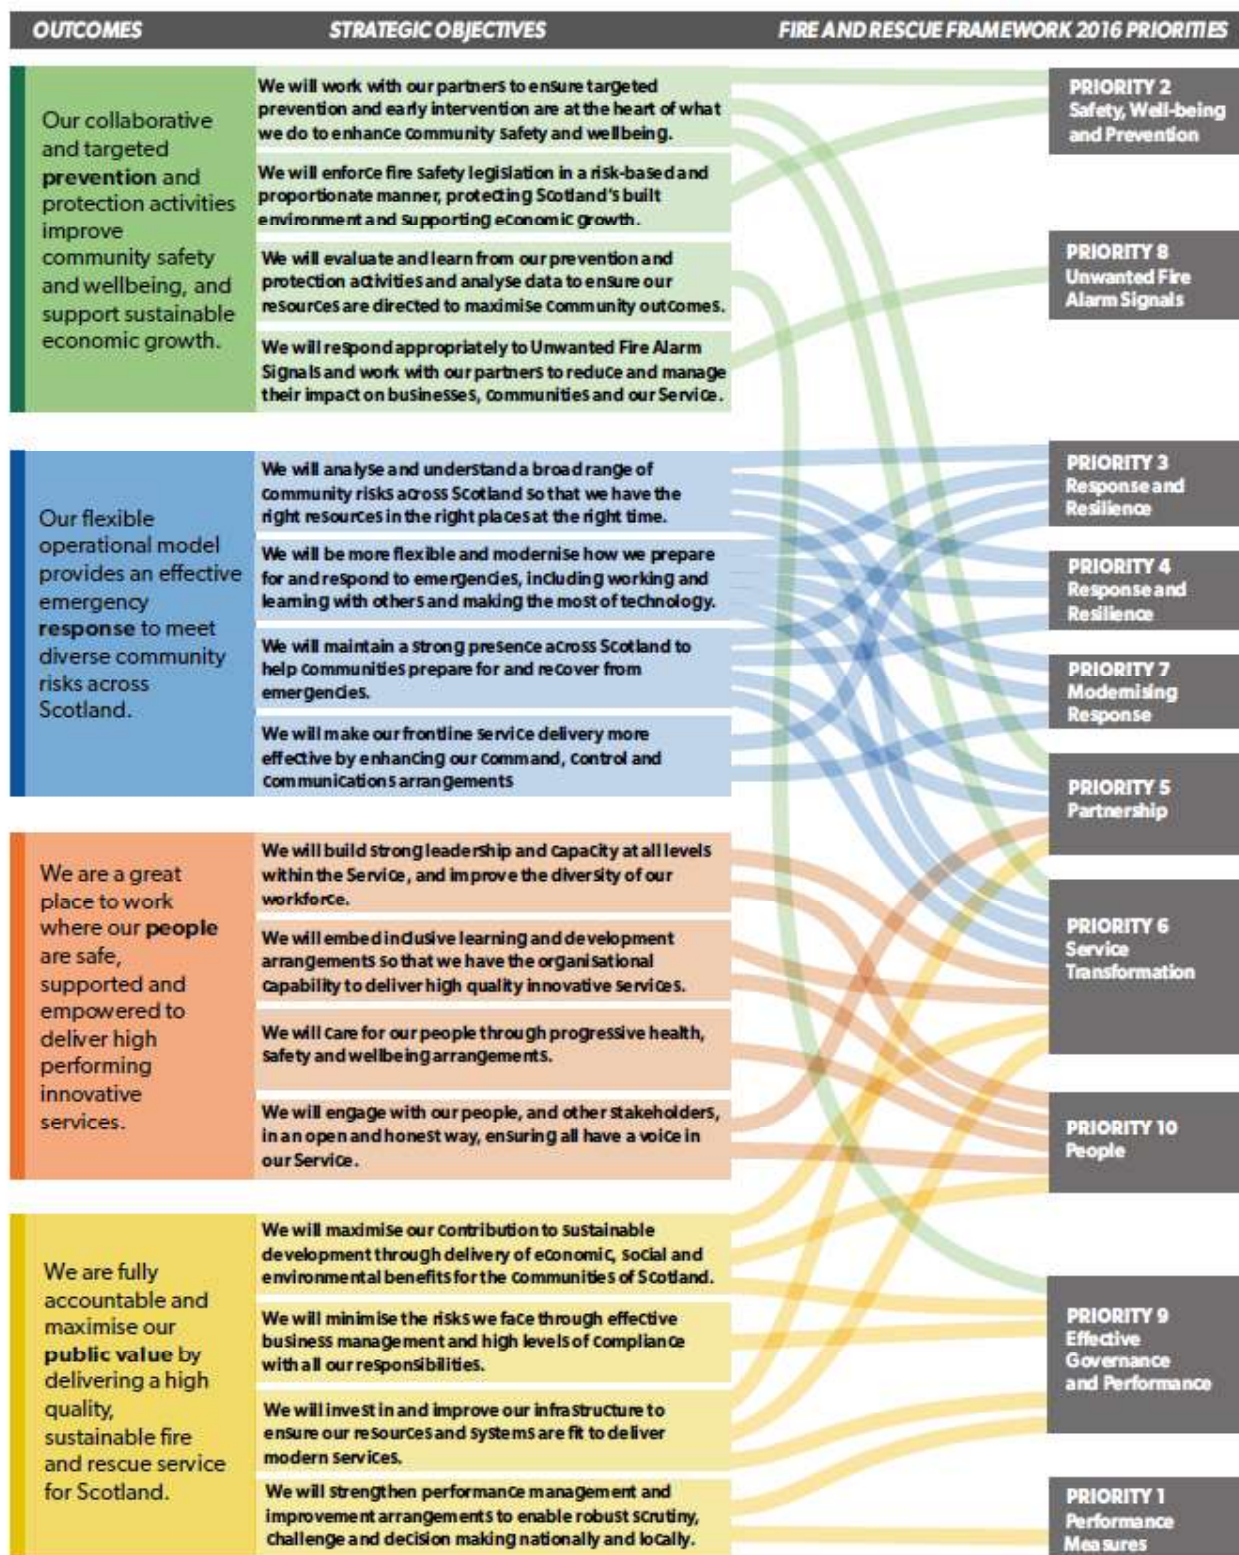 OUTCOMES
STRATEGIC OBJECTIVES
FIRE AND RESCUE FRAMEWORK 2016 PRIORITIES
Our collaborative
and targeted
prevention and
protection activities
improve
community safety
and wellbeing, and
support sustainable
economic growth.
We will work with our partners to ensure targeted
prevention and early intervention are at the heart of what
we do to enhance community safety and wellbeing.
We will enforce fire safety legislation in a risk-based and
proportionate manner, protecting Scotland's built
environment and supporting economic growth.
We will evaluate and learn from our prevention and
protection activities and analyse data to ensure our
resources are directed to maximise community outcomes.
We will respond appropriately to Unwanted Fire Alarm
Signals and work with our partners to reduce and manage
their impact on businesses, communities and our Service.
PRIORITY 2
Safety, Well-being
and Prevention
PRIORITY 8
Unwanted Fire
Alarm Signals
Our flexible
operational model
provides an effective
emergency
response to meet
diverse community
risks across
Scotland.
We will analyse and understand a broad range of
community risks across Scotland so that we have the
right resources in the right places at the right time.
We will be more flexible and modernise how we prepare
for and respond to emergencies, including working and
learning with others and making the most of technology.
We will maintain a strong presence across Scotland to
help communities prepare for and recover from
emergencies.
We will make our frontline service delivery more
effective by enhancing our Command, Control and
Communications arrangements
PRIORITY 3
Response and
Resilience
PRIORITY 4
Response and
Resilience
PRIORITY 7
Modernising
Response
PRIORITY 5
Partnership
We are a great
place to work
where our people
are safe,
supported and
empowered to
deliver high
performing
innovative
services.
We will build strong leadership and capacity at all levels
within the Service, and improve the diversity of our
workforce.
We will embed inclusive learning and development
arrangements so that we have the organisational
capability to deliver high quality innovative services.
We will care for our people through progressive health,
safety and wellbeing arrangements.
We will engage with our people, and other stakeholders,
in an open and honest way, ensuring all have a voice in
our Service.
PRIORITY 6
Service
Transformation
PRIORITY 10
People
We are fully
accountable and
maximise our
public value by
delivering a high
quality,
sustainable fire
and rescue service
for Scotland.
We will maximise our contribution to sustainable
development through delivery of economic, social and
environmental benefits for the communities of Scotland.
We will minimise the risks we face through effective
business management and high levels of compliance
with all our responsibilities.
We will invest in and improve our infrastructure to
ensure our resources and systems are fit to deliver
modern services.
We will strengthen performance management and
improvement arrangements to enable robust scrutiny,
challenge and decision making nationally and locally.
PRIORITY 9
Effective
Governance
and Performance
PRIORITY 1
Performance
Measures